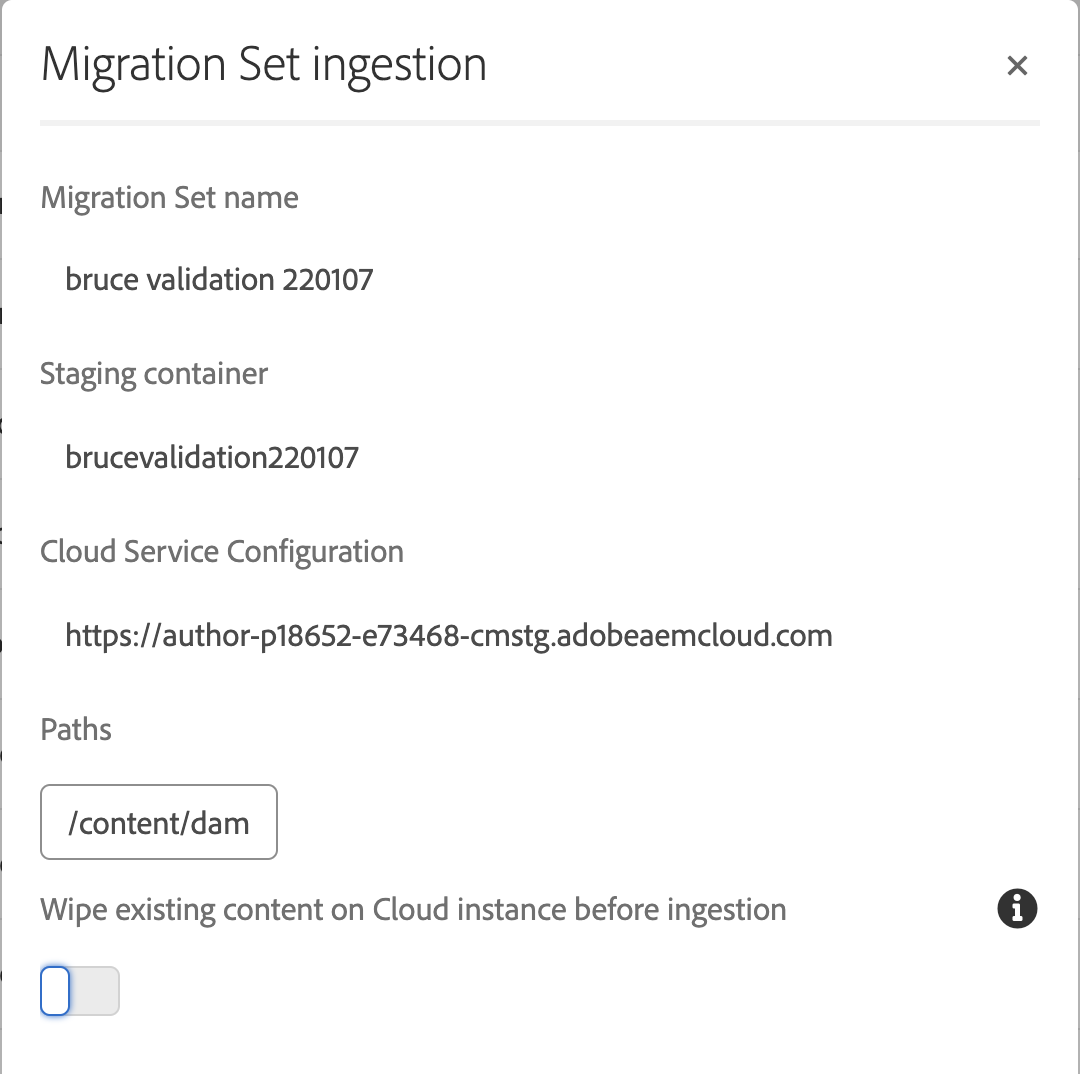 Migration Set ingestion
Migration Set name
bruce validation 220107
Staging container
brucevalidation220107
Cloud Service Configuration
https://author-p18652-e73468-cmstg.adobeaemcloud.com
Paths
/content/dam
Wipe existing content on Cloud instance before ingestion